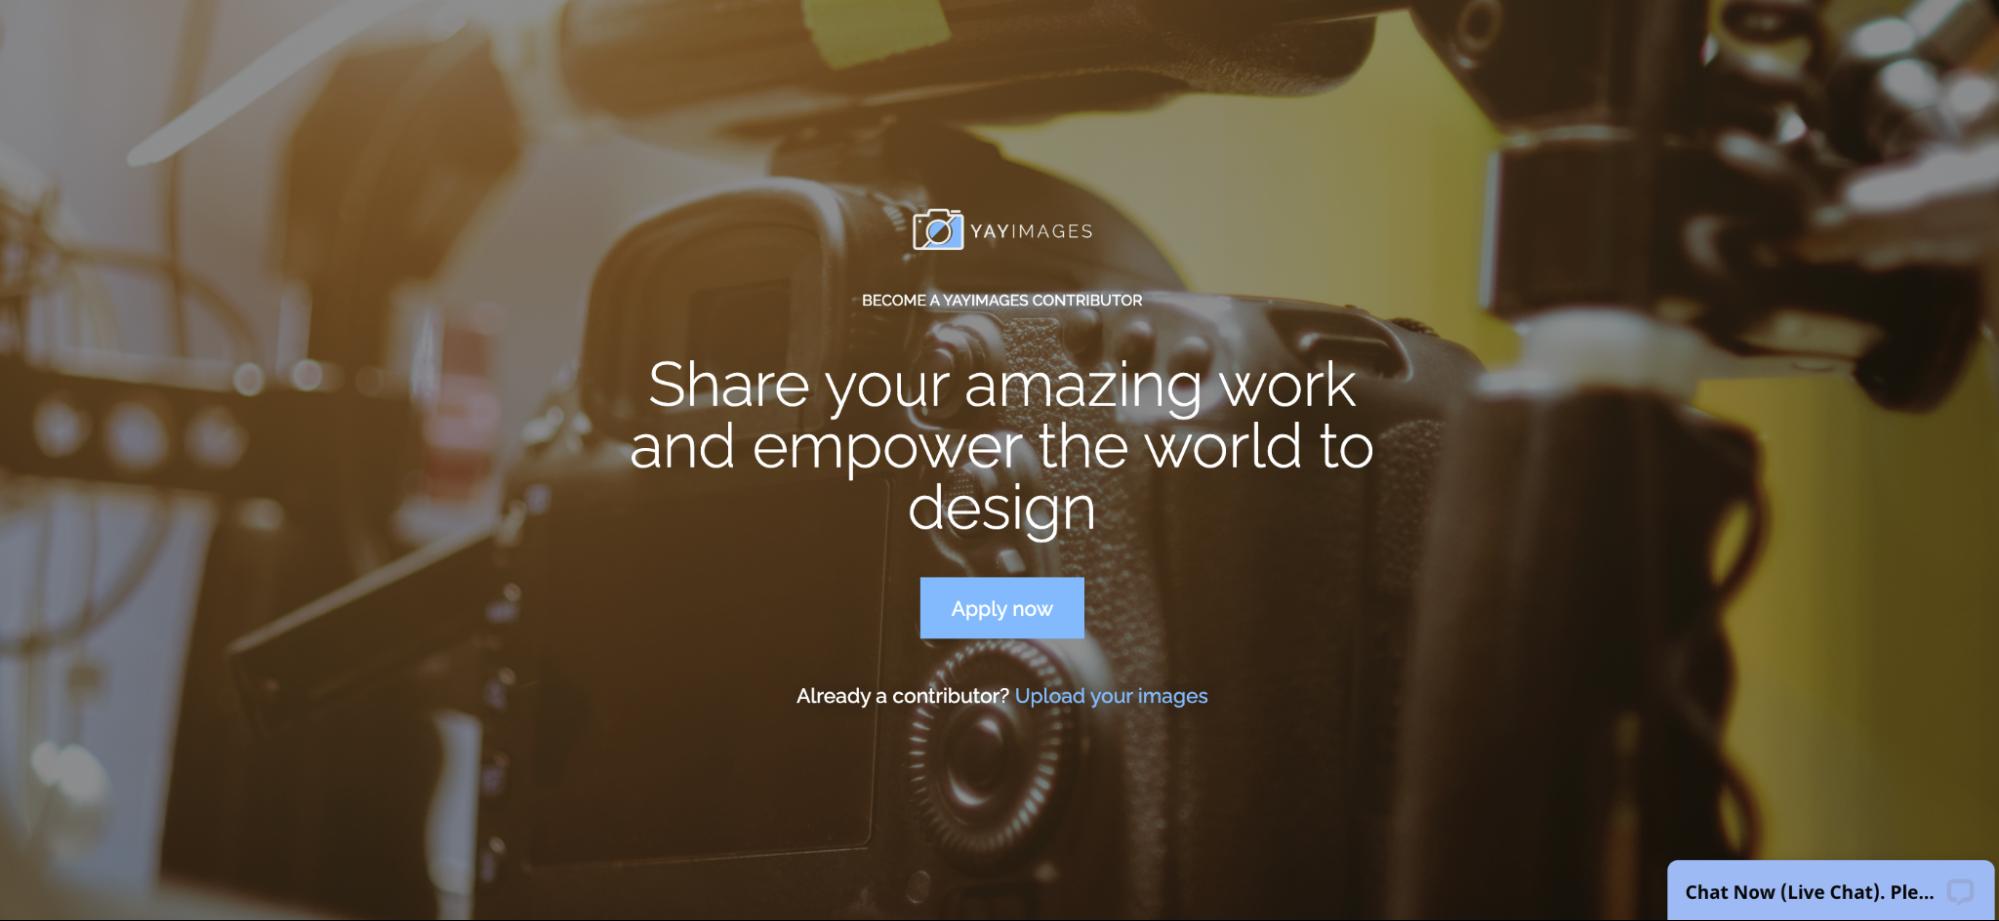 YAYIMAGES
BECOME A YAYIMAGES CONTRIBUTOR
Share your amazing work
and empower the world to
design
Apply now
Already a contributor? Upload your images
Chat Now (Live Chat). Ple...